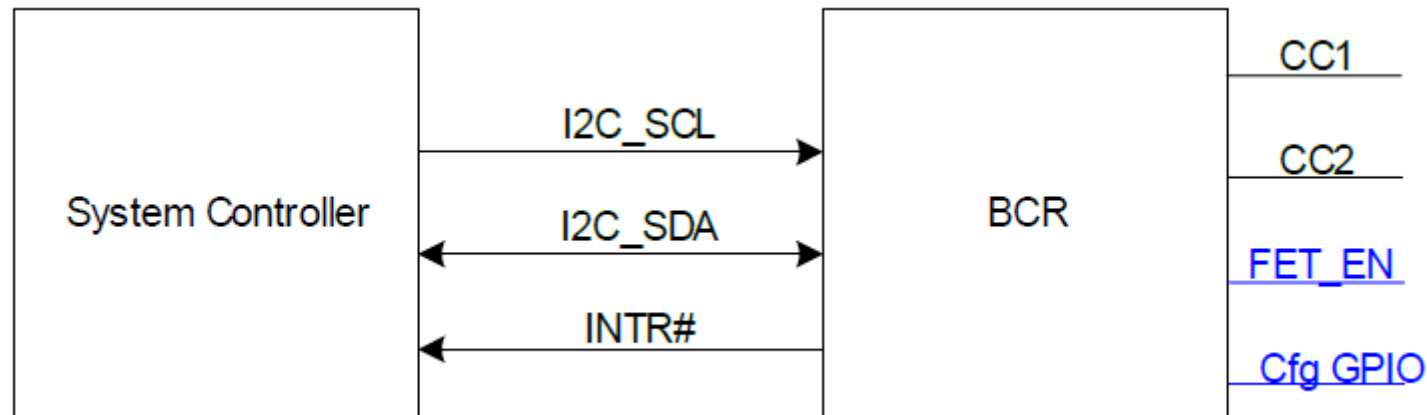 CC1
I2C_SCL
CC2
System Controller
I2C_SDA
BCR
FET_EN
INTR#
Cfg GPIO